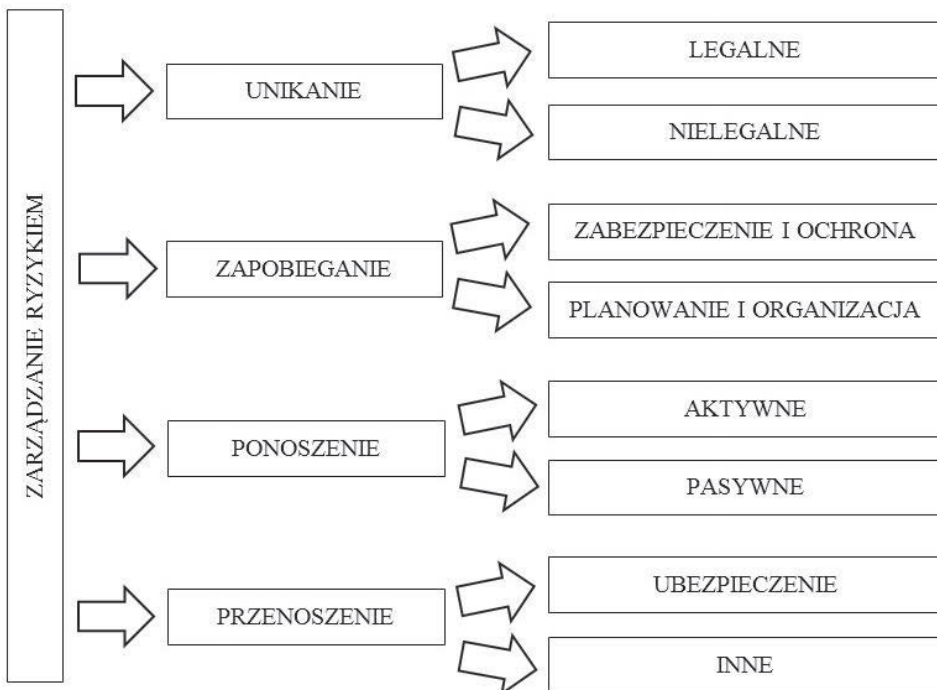 ZARZĄDZANIE RYZYKIEM
UNIKANIE
LEGALNE
NIELEGALNE
ZAPOBIEGANIE
ZABEZPIECZENIE I OCHRONA
PLANOWANIE I ORGANIZACJA
PONOSZENIE
AKTYWNE
PASYWNE
PRZENOSZENIE
UBEZPIECZENIE
INNE